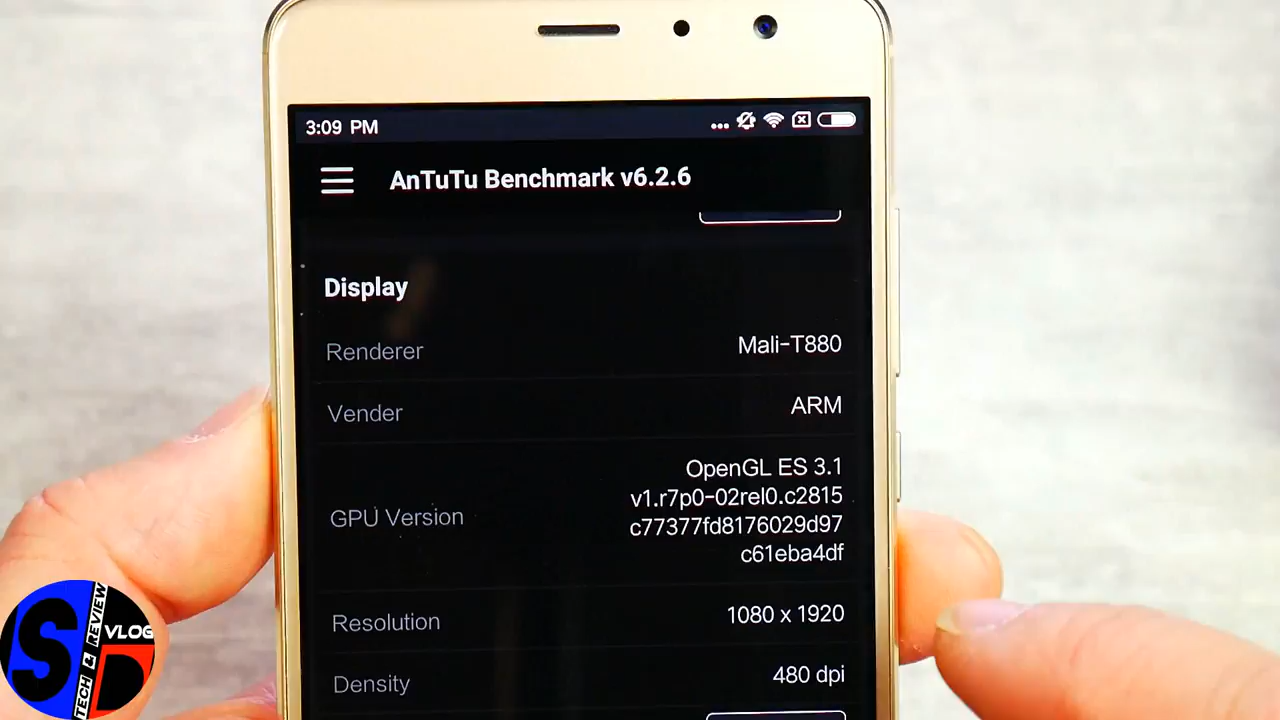 3:09 PM
AnTuTu Benchmark v6.2.6
Display
Renderer Mali-T880
Vender ARM
GPU Version OpenGL ES 3.1
v1.r7p0-02rel0.c2815
c77377fd8176029d97
c61eba4df
Resolution 1080 x 1920
Density 480 dpi
SD
TECH & REVIEW
VLOG